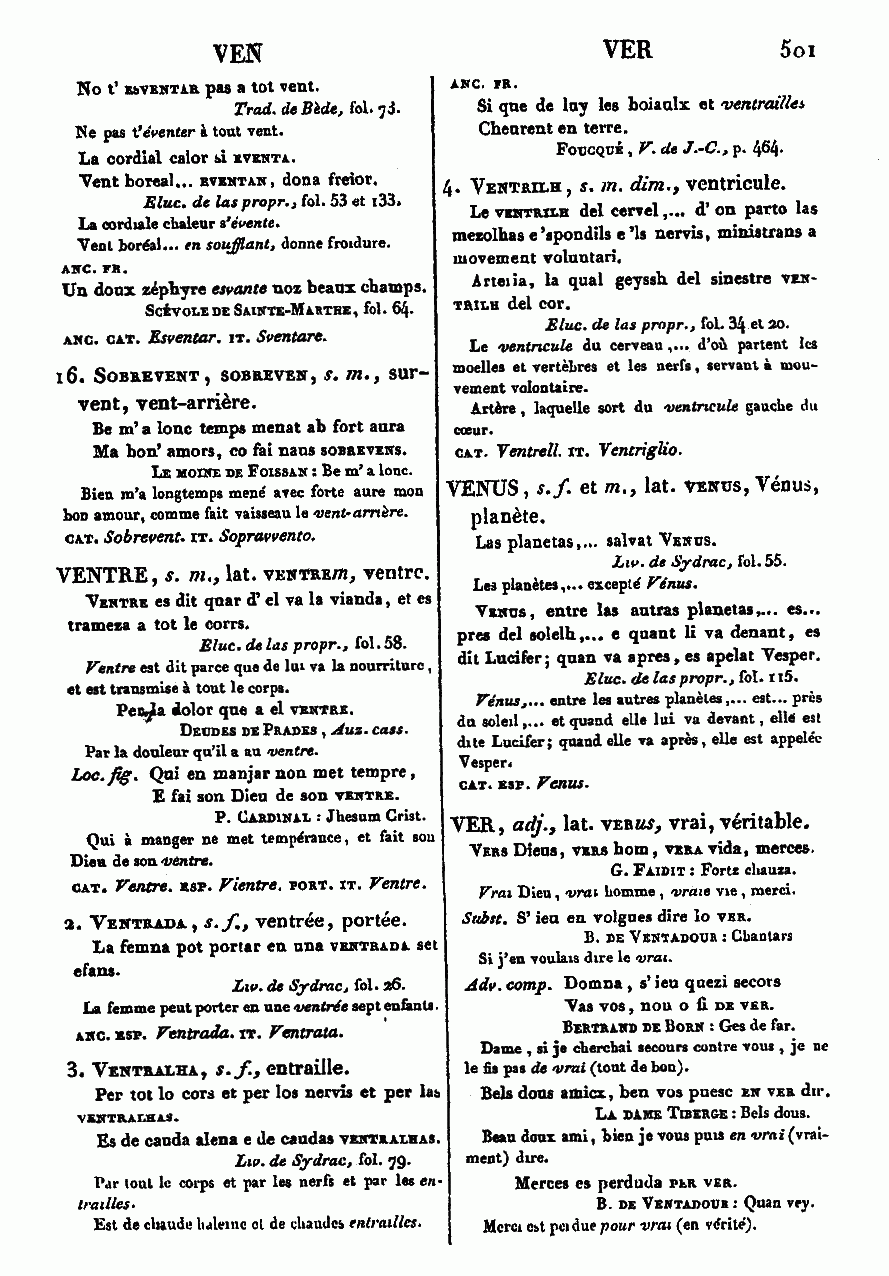 VEN
VER 501
No t' ESVENTAR pas a tot vent.
Trad. de Bède, fol. 73.
Ne pas t'éventer à tout vent.
La cordial calor si EVENTA.
Vent boreal... EVENTAN, dona freior.
Eluc. de las propr., fol. 53 et 133.
La cordiale chaleur s'évente.
Vent boréal... en soufflant, donne froidure.
ANC. FR.
Un doux zéphyre esvante noz beaux champs.
SCÉVOLE DE SAINTE-MARTHE, fol. 64.
ANC. CAT. Esventar. IT. Sventare.
16. SOBREVENT, SOBREVEN, s. m., sur-
vent, vent-arrière.
Be m'a lonc temps menat ab fort aura
Ma bon' amors, co fai naus SOBREVENS.
LE MOINE DE FOISSAN : Be m'a lonc.
Bien m'a longtemps mené avec forte aure mon
bon amour, comme fait vaisseau le vent-arrière.
CAT. Sobrevent. IT. Sopravvento.
VENTRE, s. m., lat. VENTREm, ventre.
VENTRE es dit quar d' el va la vianda, et es
trameza a tot le corrs.
Eluc. de las propr., fol. 58.
Ventre est dit parce que de lui va la nourriture,
et est transmise à tout le corps.
Per la dolor que a el VENTRE.
DEUDES DE PRADES, Auz. cass.
Par la douleur qu'il a au ventre.
Loc. fig. Qui en manjar non met tempre,
E fai son Dieu de son VENTRE.
P. CARDINAL : Jhesum Crist.
Qui à manger ne met tempérance, et fait son
Dieu de son ventre.
CAT. Ventre. ESP. Vientre. PORT. IT. Ventre.
2. VENTRADA, s. f., ventrée, portée.
La femna pot portar en una VENTRADA set
efans.
Liv. de Sydrac, fol. 26.
La femme peut porter en une ventrée sept enfants.
ANC. ESP. Ventrada. IT. Ventrata.
3. VENTRALHA, s. f., entraille.
Per tot lo cors et per los nervis et per las
VENTRALHAS.
Es de cauda alena e de caudas VENTRALHAS.
Liv. de Sydrac, fol. 79.
Par tout le corps et par les nerfs et par les en-
trailles.
Est de chaude haleine et de chaudes entrailles.
ANC. FR.
Si que de luy les boiaulx et ventrailles
Cheurent en terre.
FOUCQUÉ, V. de J.-C., p. 464.
4. VENTRILH, s. m. dim., ventricule.
Le VENTRILH del cervel,... d' on parto las
mezolhas e 'spondils e 'ls nervis, ministrans a
movement voluntari.
Arteria, la qual geyssh del sinestre VEN-
TRILH del cor.
Eluc. de las propr., fol. 34 et 20.
Le ventricule du cerveau,... d'où partent les
moelles et vertèbres et les nerfs, servant à mou-
vement volontaire.
Artère, laquelle sort du ventricule gauche du
cœur.
CAT. Ventrell. IT. Ventriglio.
VENUS, s. f. et m., lat. VENUS, Vénus,
planète.
Las planetas,... salvat VENUS.
Liv. de Sydrac, fol. 55.
Les planètes,... excepté Vénus.
VENUS, entre las autras planetas,... es...
pres del solelh,... e quant li va denant, es
dit Lucifer; quan va apres, es apelat Vesper.
Eluc. de las propr., fol. 115.
Vénus,... entre les autres planètes,... est... près
du soleil,... et quand elle lui va devant, elle est
dite Lucifer; quand elle va après, elle est appelée
Vesper.
CAT. ESP. Venus.
VER, adj., lat. VERUS, vrai, véritable.
VERS Dieus, VERS hom, VERA vida, merces.
G. FAIDIT : Fortz chauza.
Vrai Dieu, vrai homme, vraie vie, merci.
Subst. S' ieu en volgues dire lo VER.
B. DE VENTADOUR : Chantars
Si j'en voulais dire le vrai.
Adv. comp. Domna, s' ieu quezi secors
Vas vos, non o fi DE VER.
BERTRAND DE BORN : Ges de far.
Dame, si je cherchai secours contre vous, je ne
le fis pas de vrai (tout de bon).
Bels dous amicx, ben vos puesc EN VER dir.
LA DAME TIBERGE : Bels dous.
Beau doux ami, bien je vous puis en vrai (vrai-
ment) dire.
Merces es perduda PER VER.
B. DE VENTADOUR : Quan vey.
Merci est perdue pour vrai (en vérité).